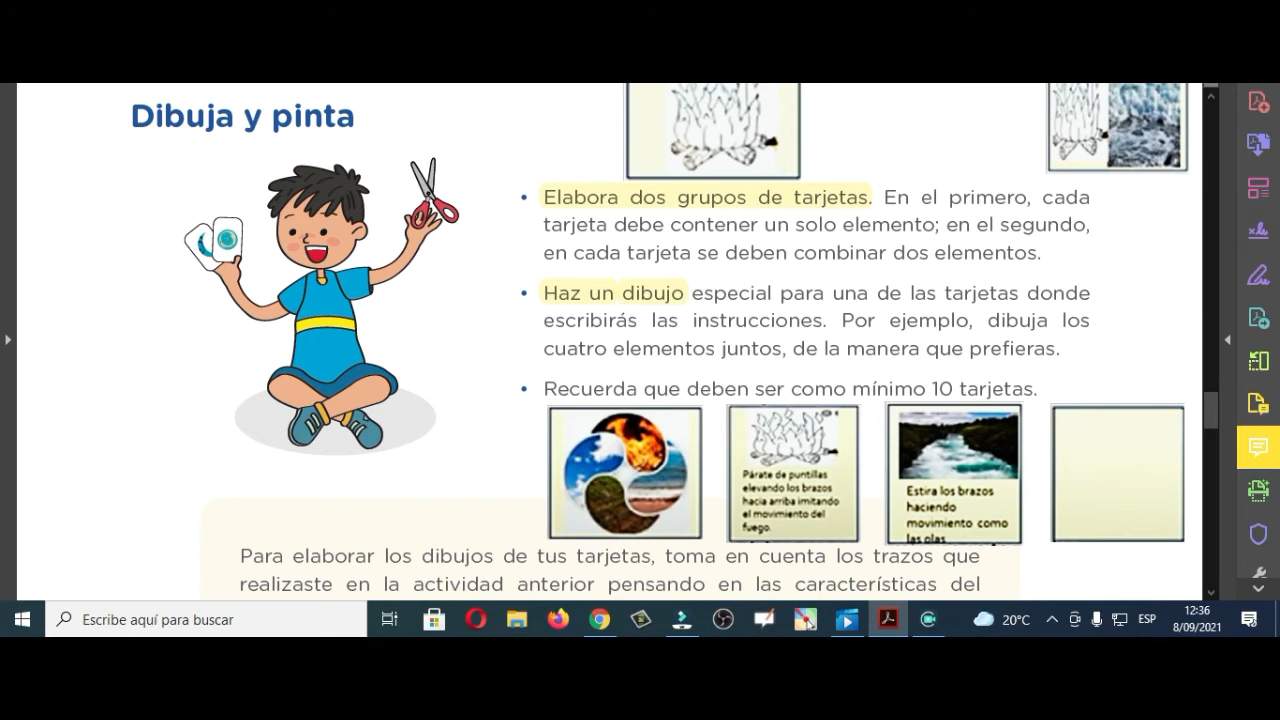 Dibuja y pinta
• Elabora dos grupos de tarjetas. En el primero, cada
tarjeta debe contener un solo elemento; en el segundo,
en cada tarjeta se deben combinar dos elementos.
• Haz un dibujo especial para una de las tarjetas donde
escribirás las instrucciones. Por ejemplo, dibuja los
cuatro elementos juntos, de la manera que prefieras.
• Recuerda que deben ser como mínimo 10 tarjetas.
Párate de puntillas
elevando los brazos
hacia arriba imitando
el movimiento del
fuego.
Estira los brazos
haciendo
movimiento como
las olas
Para elaborar los dibujos de tus tarjetas, toma en cuenta los trazos que
realizaste en la actividad anterior pensando en las características del
Escribe aquí para buscar
20°C
ESP
12:36
8/09/2021